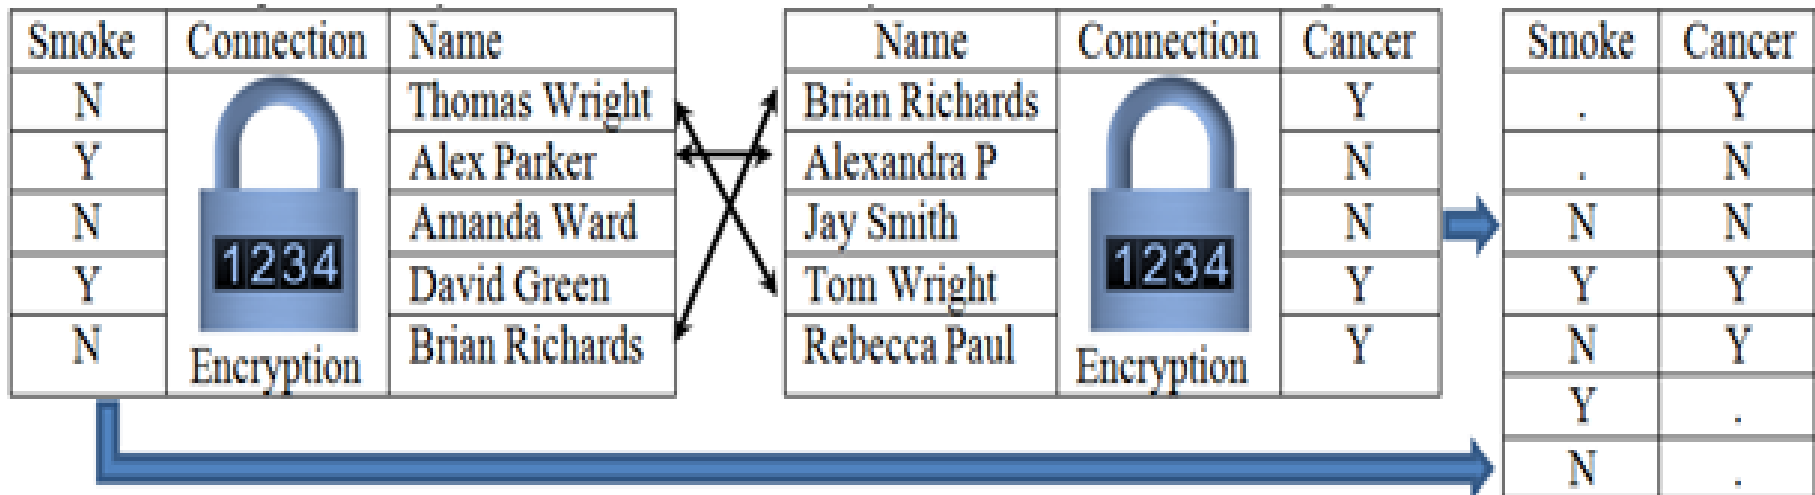 Smoke Connection Name Name Connection Cancer Smoke Cancer
N Thomas Wright Brian Richards Y . Y
Y Alex Parker Alexandra P N . N
N Amanda Ward Jay Smith N N N
Y 1234 David Green Tom Wright 1234 Y Y Y
N Brian Richards Rebecca Paul Y N Y
Encryption Encryption
Y .
N .